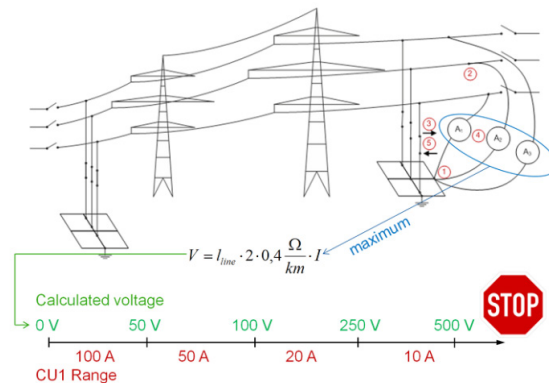 ②
③
A₁
④
A₂
⑤
A₃
①
maximum
V = l_line · 2 · 0,4 Ω/km · I
STOP
Calculated voltage
0 V 50 V 100 V 250 V 500 V
100 A 50 A 20 A 10 A
CU1 Range